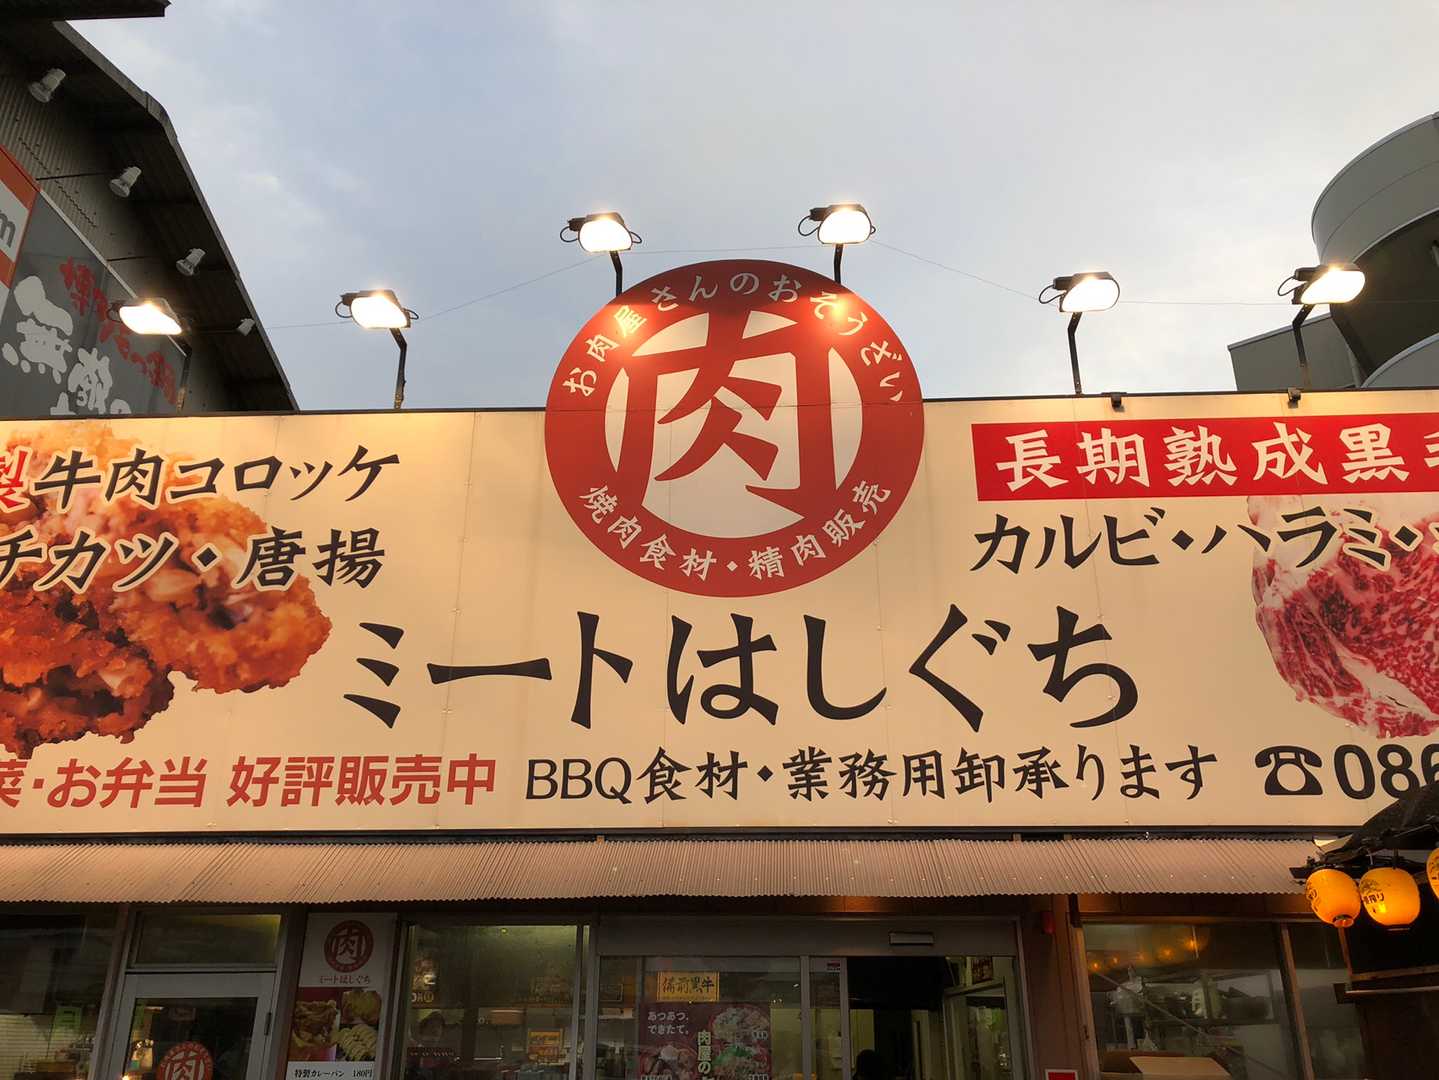 お肉屋さんのおそうざい
肉
焼肉食材・精肉販売
製牛肉コロッケ
チカツ・唐揚
長期熟成黒毛
カルビ・ハラミ・
ミートはしぐち
菜・お弁当 好評販売中
BBQ食材・業務用卸承ります
☎086
肉
ミートはしぐち
特製カレーパン 180円
肉
備前黒牛
あつあつ、
できたて。
肉屋の